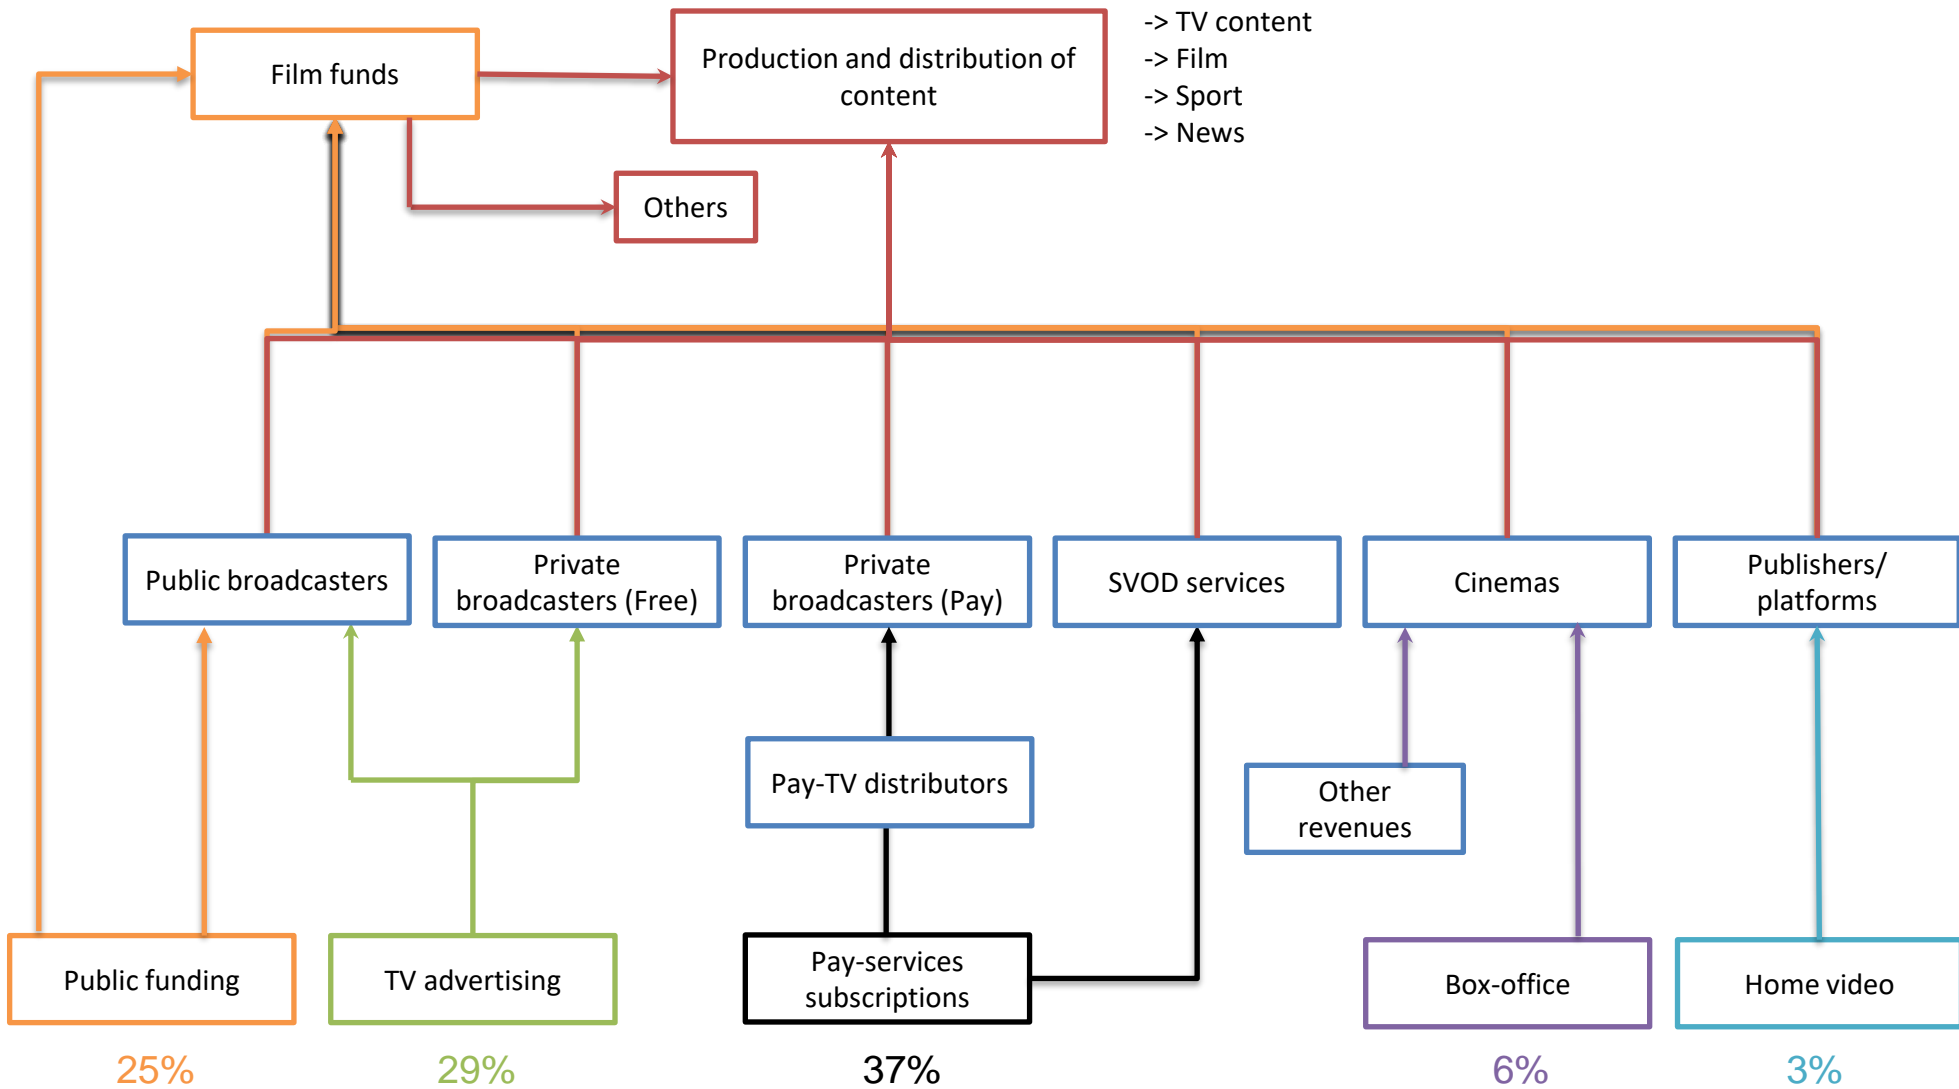 -> TV content
Film funds
Production and distribution of
content
-> Film
-> Sport
-> News
Others
Public broadcasters
Private
broadcasters (Free)
Private
broadcasters (Pay)
SVOD services
Cinemas
Publishers/
platforms
Pay-TV distributors
Other
revenues
Public funding
TV advertising
Pay-services
subscriptions
Box-office
Home video
25%
29%
37%
6%
3%